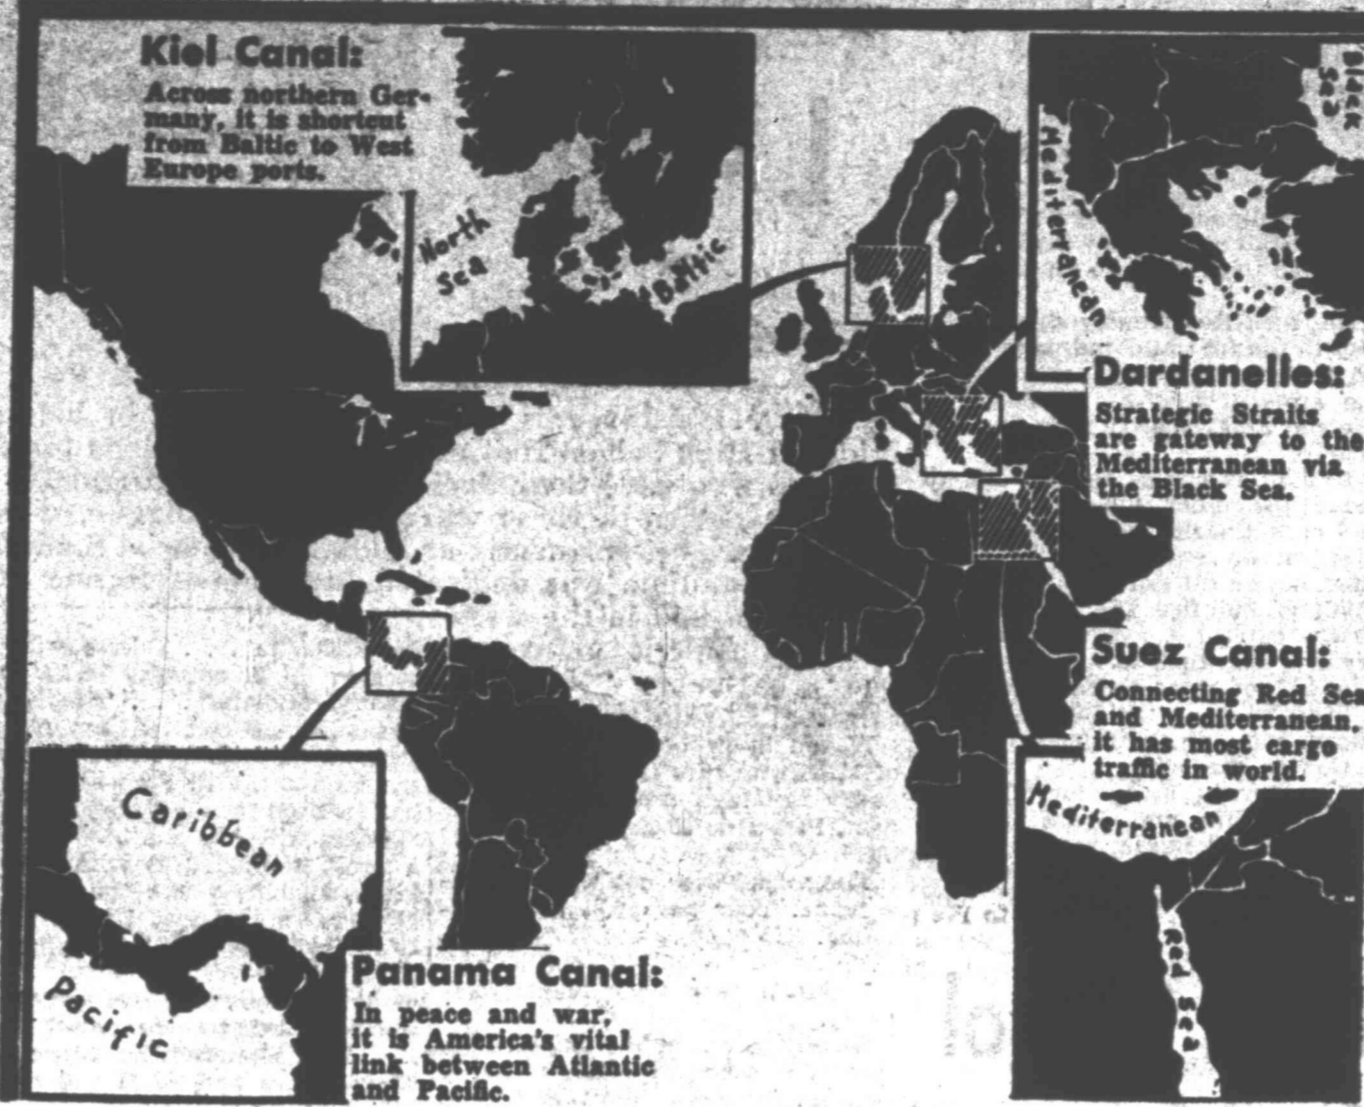 Kiel Canal:
Across northern Ger-
many, it is shortcut
from Baltic to West
Europe ports.
North
Sea
Baltic
Black
Sea
Mediterranean
Dardanelles:
Strategic Straits
are gateway to the
Mediterranean via
the Black Sea.
Suez Canal:
Connecting Red Sea
and Mediterranean,
it has most cargo
traffic in world.
Mediterranean
Red Sea
Caribbean
Pacific
Panama Canal:
In peace and war,
it is America's vital
link between Atlantic
and Pacific.